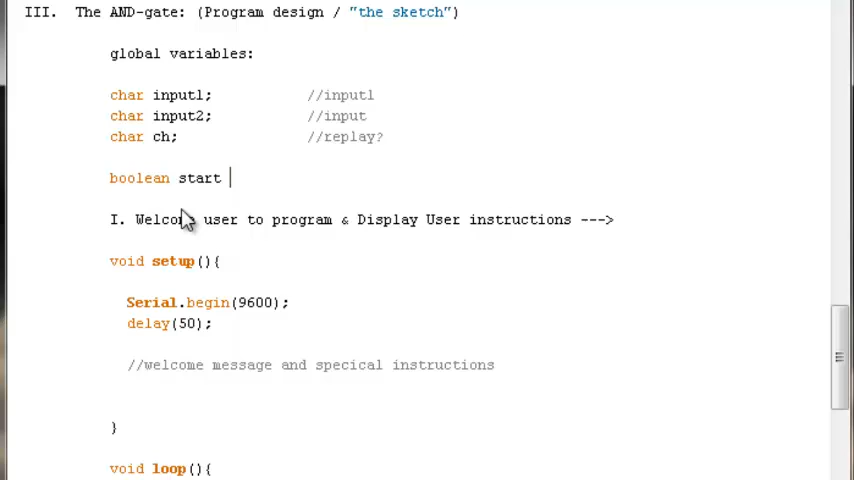 III. The AND-gate: (Program design / "the sketch")
global variables:
char input1; //input1
char input2; //input
char ch; //replay?
boolean start
I. Welcome user to program & Display User instructions --->
void setup(){
Serial.begin(9600);
delay(50);
//welcome message and specical instructions
}
void loop(){